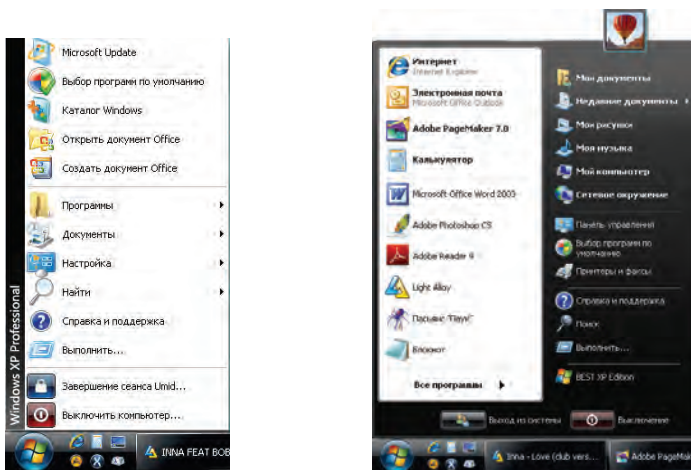 Microsoft Update
Выбор программ по умолчанию
Каталог Windows
Открыть документ Office
Создать документ Office
Программы
Документы
Настройка
Найти
Справка и поддержка
Выполнить...
Завершение сеанса Umid...
Выключить компьютер...
Windows XP Professional
INNA FEAT BOB
Интернет
Internet Explorer
Электронная почта
Microsoft Office Outlook
Adobe PageMaker 7.0
Калькулятор
Microsoft Office Word 2003
Adobe Photoshop CS
Adobe Reader 9
Light Alloy
Пасьянс "Паук"
Блокнот
Все программы
Мои документы
Недавние документы
Мои рисунки
Моя музыка
Мой компьютер
Сетевое окружение
Панель управления
Выбор программ по
умолчанию
Принтеры и факсы
Справка и поддержка
Поиск
Выполнить...
BEST XP Edition
Выход из системы
Выключение
Inna - Love (club vers...
Adobe PageMak